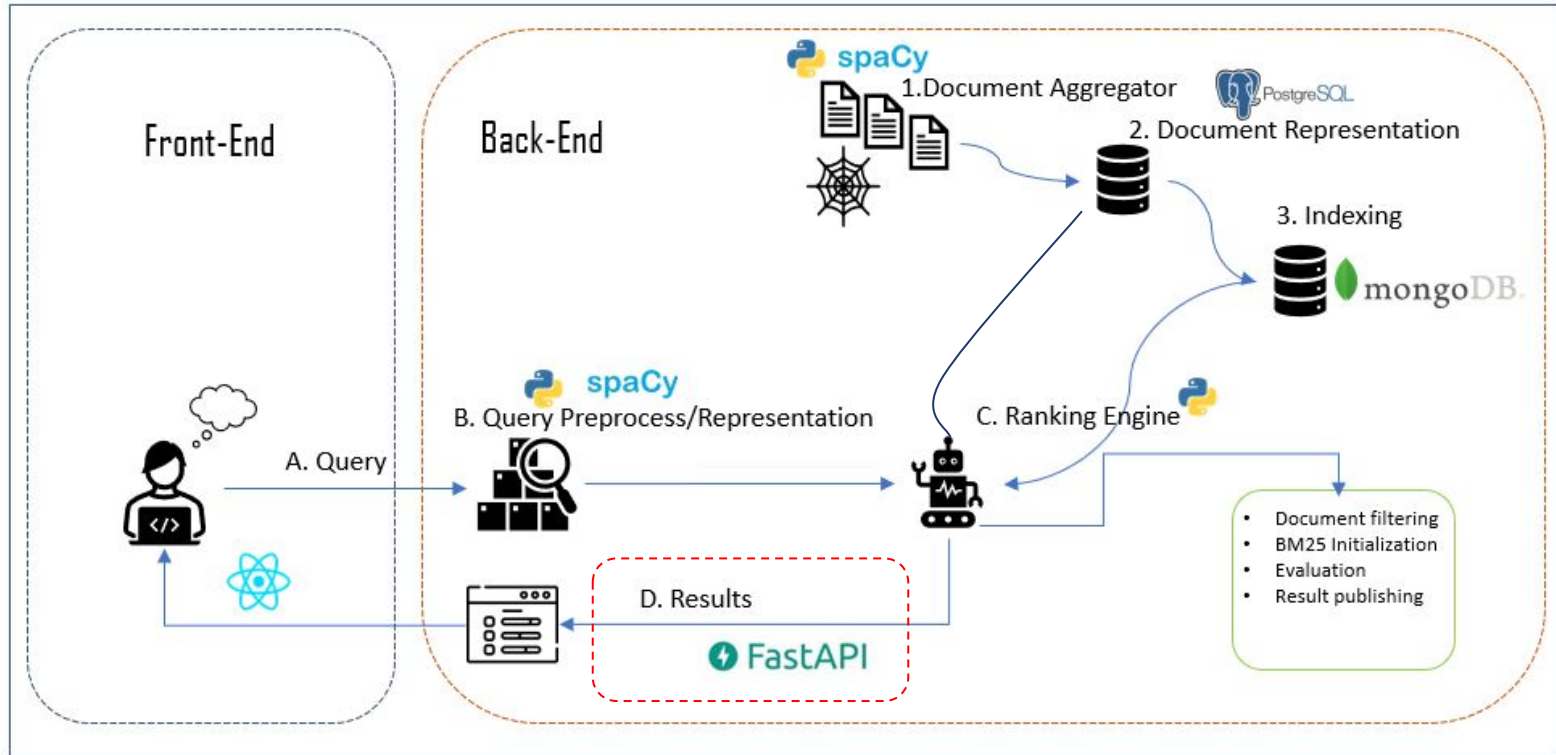 Front-End
Back-End
spaCy
1.Document Aggregator
PostgreSQL
2. Document Representation
3. Indexing
mongoDB.
spaCy
B. Query Preprocess/Representation
C. Ranking Engine
A. Query
</>
• Document filtering
• BM25 Initialization
• Evaluation
• Result publishing
D. Results
FastAPI